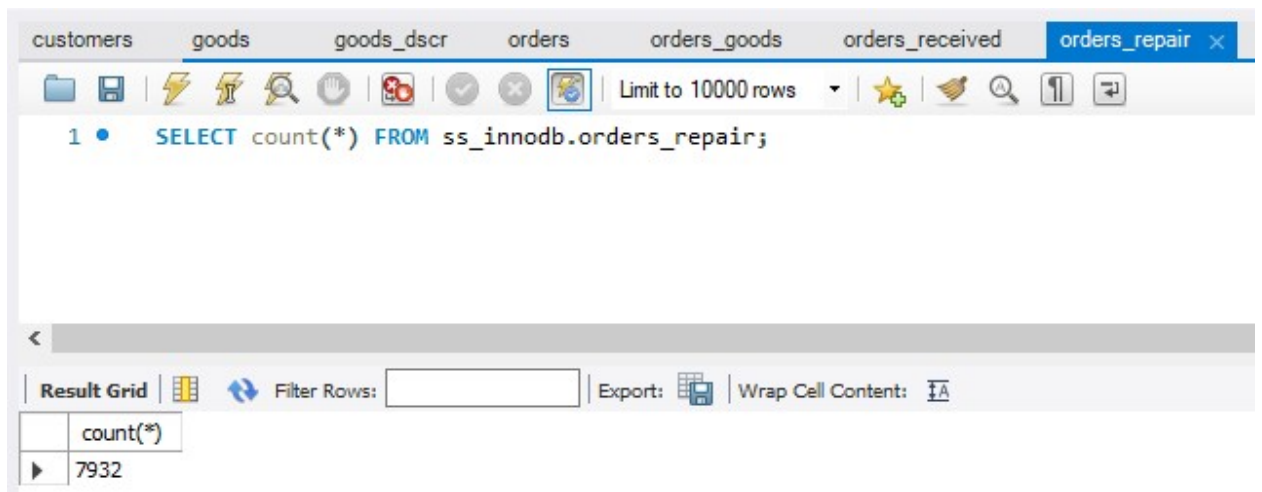 customers goods goods_dscr orders orders_goods orders_received orders_repair
Limit to 10000 rows
1 SELECT count(*) FROM ss_innodb.orders_repair;
Result Grid Filter Rows: Export: Wrap Cell Content:
count(*)
7932